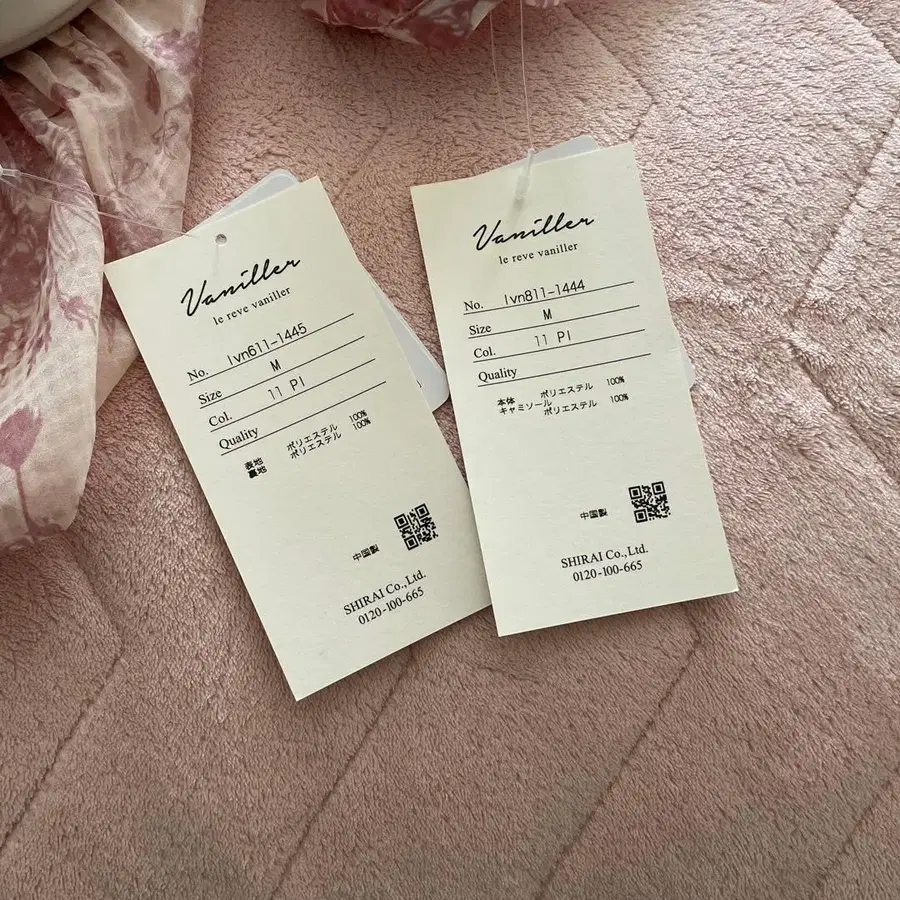 Vaniller
le reve vaniller
No. lvn611-1445
Size M
Col. 11 PI
Quality
表地 ポリエステル 100%
裏地 ポリエステル 100%
中国製
SHIRAI Co.,Ltd.
0120-100-665
Vaniller
le reve vaniller
No. lvn811-1444
Size M
Col. 11 PI
Quality
本体 ポリエステル 100%
キャミソール ポリエステル 100%
中国製
SHIRAI Co.,Ltd.
0120-100-665